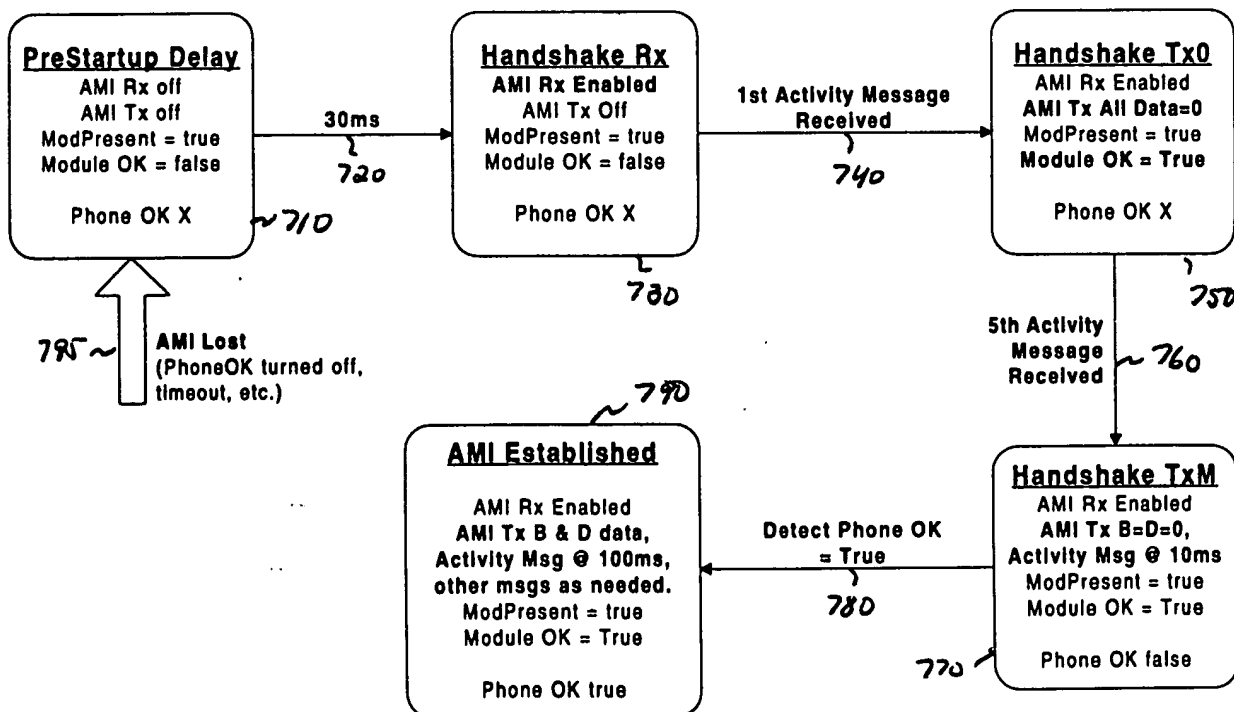 PreStartup Delay
AMI Rx off
AMI Tx off
ModPresent = true
Module OK = false
Phone OK X
710
30ms
720
Handshake Rx
AMI Rx Enabled
AMI Tx Off
ModPresent = true
Module OK = false
Phone OK X
730
1st Activity Message
Received
740
Handshake Tx0
AMI Rx Enabled
AMI Tx All Data=0
ModPresent = true
Module OK = True
Phone OK X
750
5th Activity
Message
Received
760
Handshake TxM
AMI Rx Enabled
AMI Tx B=D=0,
Activity Msg @ 10ms
ModPresent = true
Module OK = True
Phone OK false
770
Detect Phone OK
= True
780
790
AMI Established
AMI Rx Enabled
AMI Tx B & D data,
Activity Msg @ 100ms,
other msgs as needed.
ModPresent = true
Module OK = True
Phone OK true
795
AMI Lost
(PhoneOK turned off,
timeout, etc.)